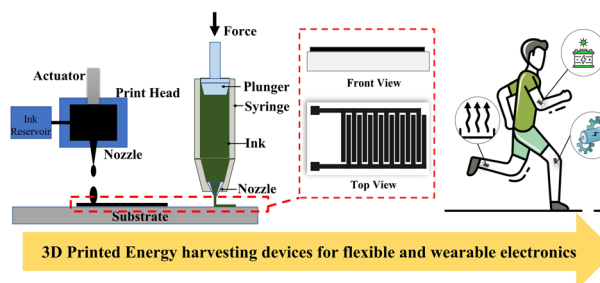 Force
Actuator
Print Head
Plunger
Syringe
Ink
Reservoir
Ink
Nozzle
Nozzle
Substrate
Front View
Top View
3D Printed Energy harvesting devices for flexible and wearable electronics